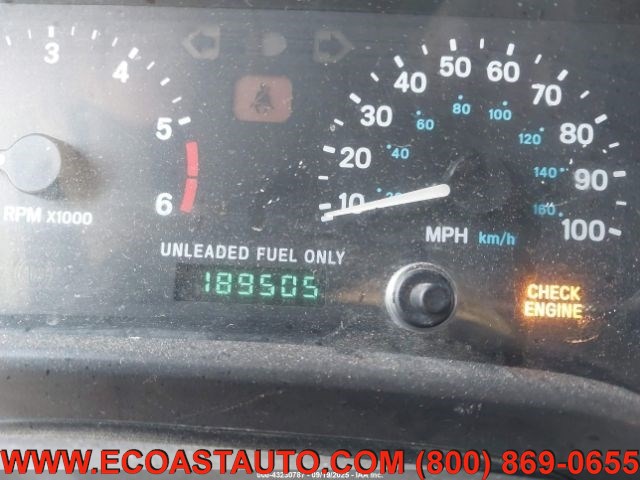 3 4 5 6
RPM X1000
10 20 30 40 50 60 70 80 90 100
40 60 80 100 120 140 160
MPH km/h
UNLEADED FUEL ONLY
189505
CHECK
ENGINE
WWW.ECOASTAUTO.COM (800) 869-0655